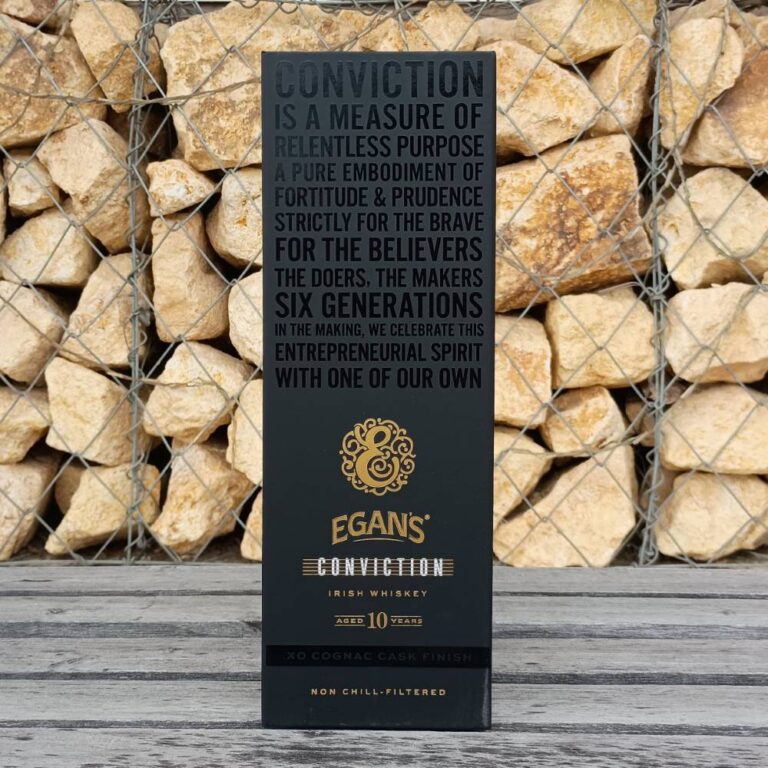 CONVICTION
IS A MEASURE OF
RELENTLESS PURPOSE
A PURE EMBODIMENT OF
FORTITUDE & PRUDENCE
STRICTLY FOR THE BRAVE
FOR THE BELIEVERS
THE DOERS, THE MAKERS
SIX GENERATIONS
IN THE MAKING, WE CELEBRATE THIS
ENTREPRENEURIAL SPIRIT
WITH ONE OF OUR OWN
E
EGAN'S®
CONVICTION
IRISH WHISKEY
AGED 10 YEARS
XO COGNAC CASK FINISH
NON CHILL-FILTERED